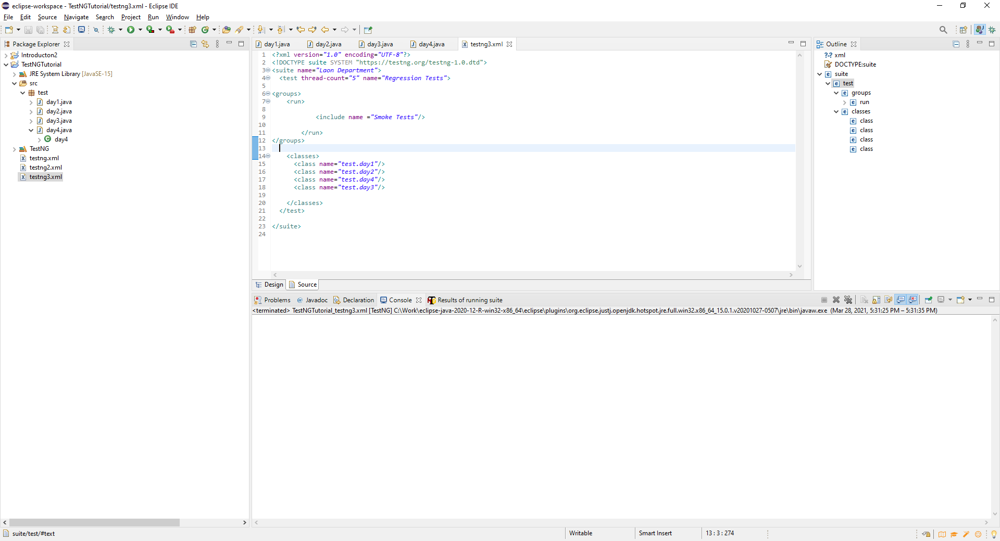 eclipse-workspace - TestNGTutorial/testng3.xml - Eclipse IDE
File Edit Source Navigate Search Project Run Window Help
Package Explorer
Introducton2
TestNGTutorial
JRE System Library [JavaSE-15]
src
test
day1.java
day2.java
day3.java
day4.java
day4
TestNG
testng.xml
testng2.xml
testng3.xml
day1.java day2.java day3.java day4.java testng3.xml
1 <?xml version="1.0" encoding="UTF-8"?>
2 <!DOCTYPE suite SYSTEM "https://testng.org/testng-1.0.dtd">
3 <suite name="Laon Department">
4 <test thread-count="5" name="Regression Tests">
5
6 <groups>
7 <run>
8
9 <include name ="Smoke Tests"/>
10
11 </run>
12 </groups>
13
14 <classes>
15 <class name="test.day1"/>
16 <class name="test.day2"/>
17 <class name="test.day4"/>
18 <class name="test.day3"/>
19
20 </classes>
21 </test>
22
23 </suite>
24
Design Source
Outline
?-? xml
DOCTYPE:suite
suite
test
groups
run
classes
class
class
class
class
Problems @ Javadoc Declaration Console Results of running suite
<terminated> TestNGTutorial_testng3.xml [TestNG] C:\Work\eclipse-java-2020-12-R-win32-x86_64\eclipse\plugins\org.eclipse.justj.openjdk.hotspot.jre.full.win32.x86_64_15.0.1.v20201027-0507\jre\bin\javaw.exe (Mar 28, 2021, 5:31:25 PM – 5:31:35 PM)
suite/test/#text Writable Smart Insert 13 : 3 : 274